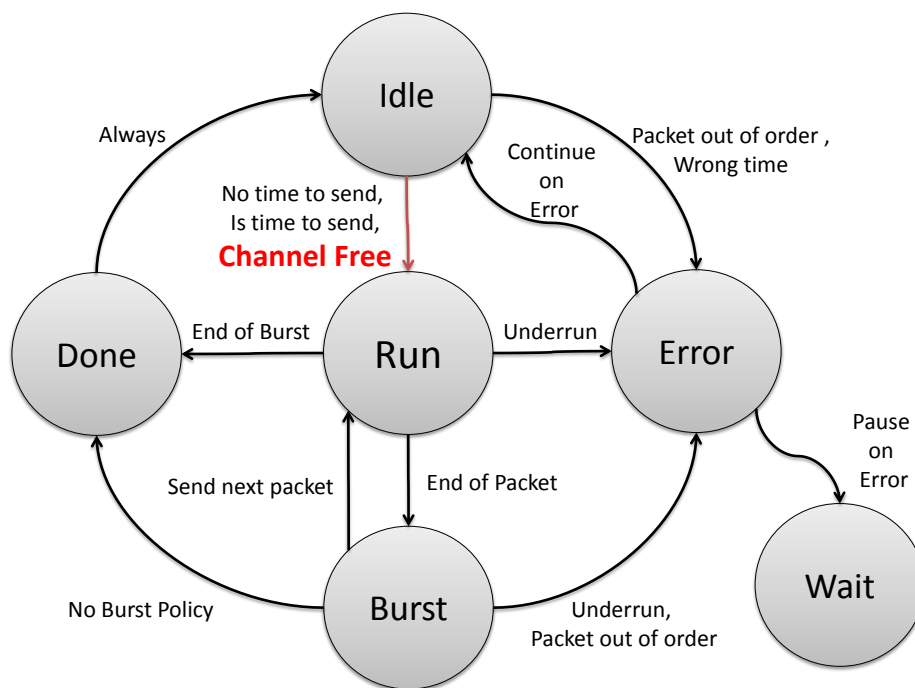 Idle
Always
Packet out of order ,
Wrong time
Continue
on
Error
No time to send,
Is time to send,
Channel Free
End of Burst
Underrun
Done
Run
Error
Pause
on
Error
Send next packet
End of Packet
Wait
No Burst Policy
Burst
Underrun,
Packet out of order